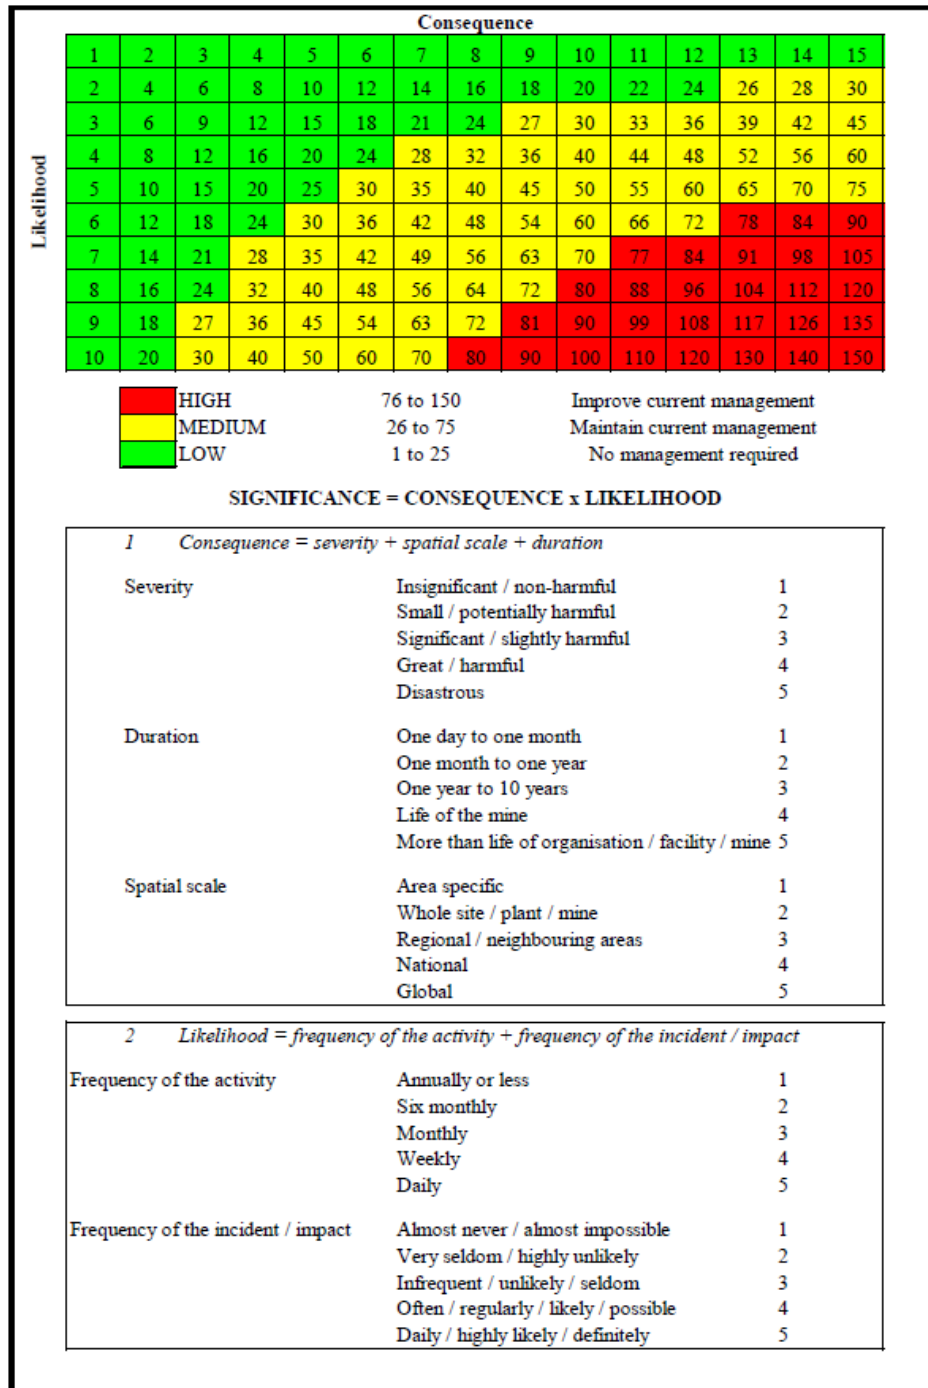 Consequence
Likelihood
1 2 3 4 5 6 7 8 9 10 11 12 13 14 15
2 4 6 8 10 12 14 16 18 20 22 24 26 28 30
3 6 9 12 15 18 21 24 27 30 33 36 39 42 45
4 8 12 16 20 24 28 32 36 40 44 48 52 56 60
5 10 15 20 25 30 35 40 45 50 55 60 65 70 75
6 12 18 24 30 36 42 48 54 60 66 72 78 84 90
7 14 21 28 35 42 49 56 63 70 77 84 91 98 105
8 16 24 32 40 48 56 64 72 80 88 96 104 112 120
9 18 27 36 45 54 63 72 81 90 99 108 117 126 135
10 20 30 40 50 60 70 80 90 100 110 120 130 140 150
HIGH 76 to 150 Improve current management
MEDIUM 26 to 75 Maintain current management
LOW 1 to 25 No management required
SIGNIFICANCE = CONSEQUENCE x LIKELIHOOD
1 Consequence = severity + spatial scale + duration
Severity Insignificant / non-harmful 1
Small / potentially harmful 2
Significant / slightly harmful 3
Great / harmful 4
Disastrous 5
Duration One day to one month 1
One month to one year 2
One year to 10 years 3
Life of the mine 4
More than life of organisation / facility / mine 5
Spatial scale Area specific 1
Whole site / plant / mine 2
Regional / neighbouring areas 3
National 4
Global 5
2 Likelihood = frequency of the activity + frequency of the incident / impact
Frequency of the activity Annually or less 1
Six monthly 2
Monthly 3
Weekly 4
Daily 5
Frequency of the incident / impact Almost never / almost impossible 1
Very seldom / highly unlikely 2
Infrequent / unlikely / seldom 3
Often / regularly / likely / possible 4
Daily / highly likely / definitely 5